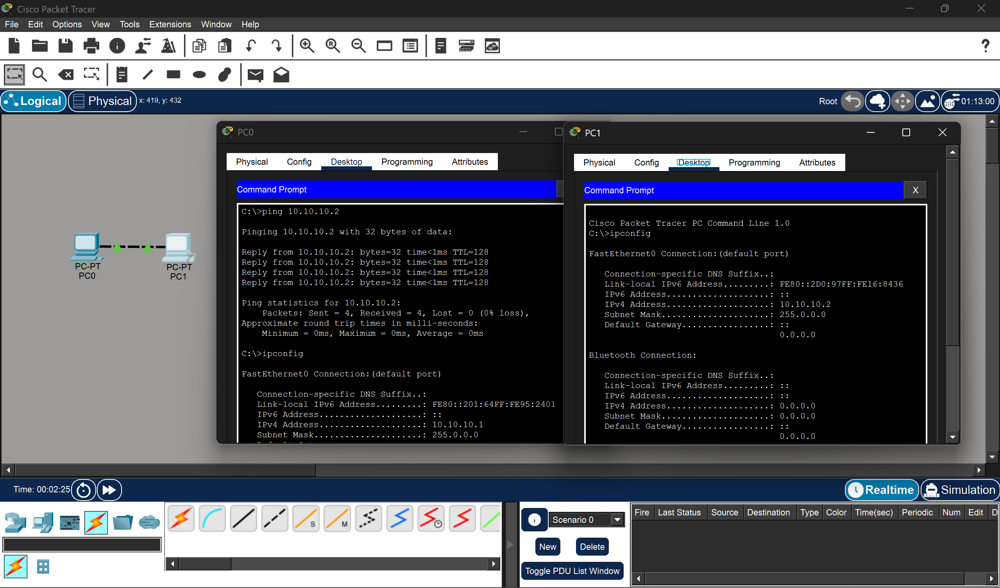 Cisco Packet Tracer
File Edit Options View Tools Extensions Window Help
Logical Physical x: 419, y: 432 Root 01:13:00
PC-PT
PC0
PC-PT
PC1
PC0
Physical Config Desktop Programming Attributes
Command Prompt
C:\>ping 10.10.10.2
Pinging 10.10.10.2 with 32 bytes of data:
Reply from 10.10.10.2: bytes=32 time<1ms TTL=128
Reply from 10.10.10.2: bytes=32 time<1ms TTL=128
Reply from 10.10.10.2: bytes=32 time<1ms TTL=128
Reply from 10.10.10.2: bytes=32 time<1ms TTL=128
Ping statistics for 10.10.10.2:
Packets: Sent = 4, Received = 4, Lost = 0 (0% loss),
Approximate round trip times in milli-seconds:
Minimum = 0ms, Maximum = 0ms, Average = 0ms
C:\>ipconfig
FastEthernet0 Connection:(default port)
Connection-specific DNS Suffix..:
Link-local IPv6 Address.........: FE80::201:64FF:FE95:2401
IPv6 Address....................: ::
IPv4 Address....................: 10.10.10.1
Subnet Mask.....................: 255.0.0.0
PC1
Physical Config Desktop Programming Attributes
Command Prompt X
Cisco Packet Tracer PC Command Line 1.0
C:\>ipconfig
FastEthernet0 Connection:(default port)
Connection-specific DNS Suffix..:
Link-local IPv6 Address.........: FE80::2D0:97FF:FE16:8436
IPv6 Address....................: ::
IPv4 Address....................: 10.10.10.2
Subnet Mask.....................: 255.0.0.0
Default Gateway.................: ::
0.0.0.0
Bluetooth Connection:
Connection-specific DNS Suffix..:
Link-local IPv6 Address.........: ::
IPv6 Address....................: ::
IPv4 Address....................: 0.0.0.0
Subnet Mask.....................: 0.0.0.0
Default Gateway.................: ::
0.0.0.0
Time: 00:02:25 Realtime Simulation
S M
Scenario 0
New Delete
Toggle PDU List Window
Fire Last Status Source Destination Type Color Time(sec) Periodic Num Edit D